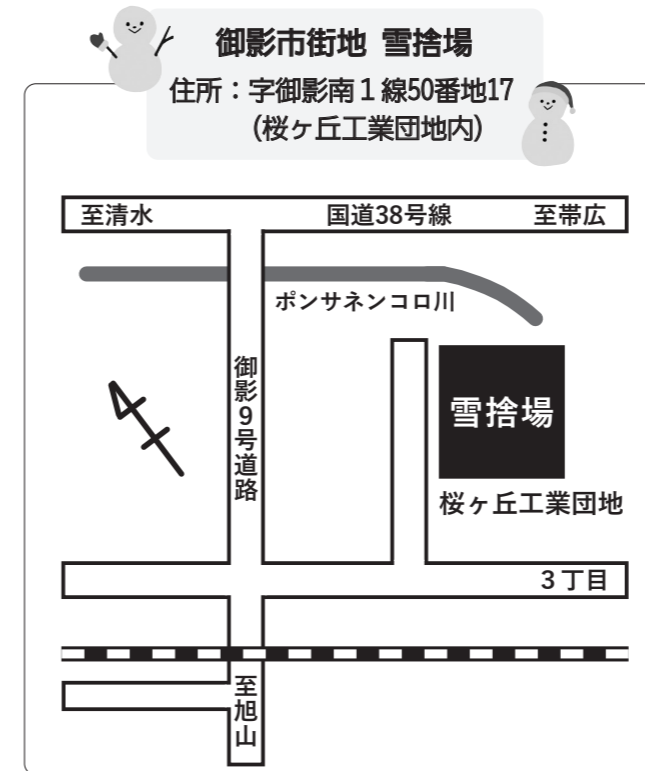 御影市街地 雪捨場
住所：字御影南１線50番地17
(桜ヶ丘工業団地内)
至清水
国道38号線
至帯広
ポンサネンコロ川
御影９号道路
雪捨場
桜ヶ丘工業団地
３丁目
至旭山